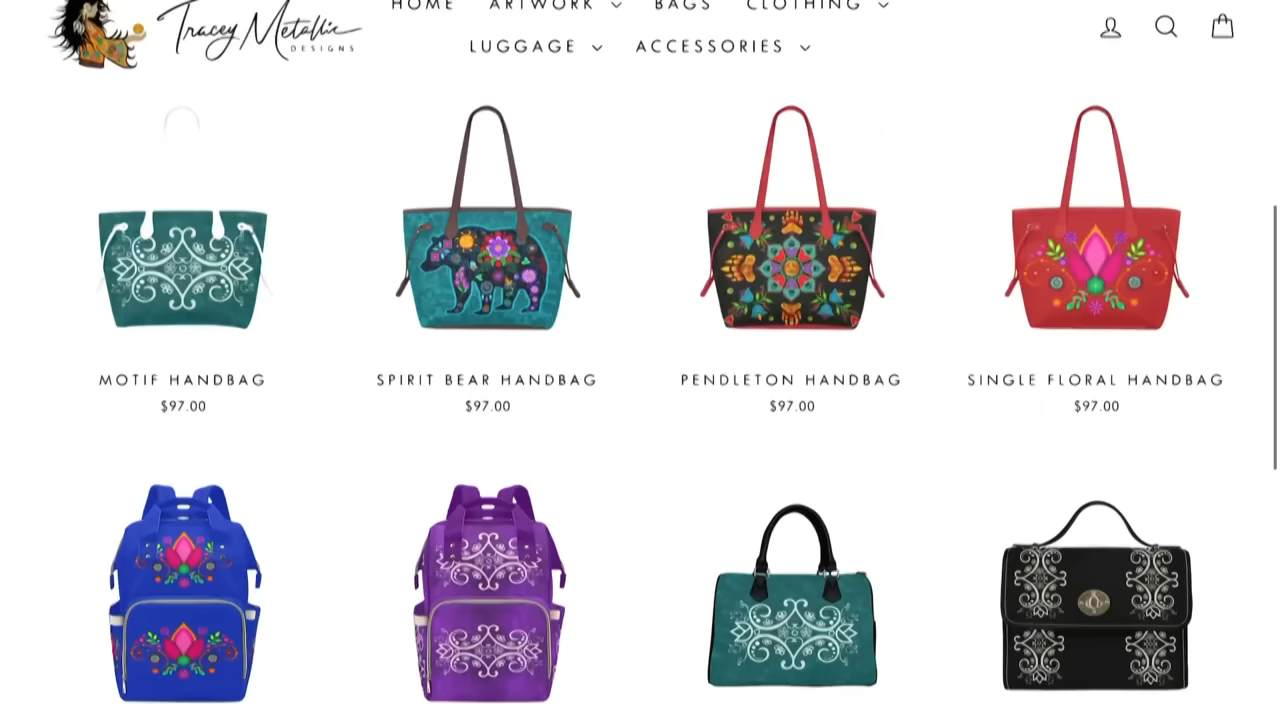 HOME ARTWORK BAGS CLOTHING
Tracey Metallic
DESIGNS
LUGGAGE ACCESSORIES
MOTIF HANDBAG SPIRIT BEAR HANDBAG PENDLETON HANDBAG SINGLE FLORAL HANDBAG
$97.00 $97.00 $97.00 $97.00